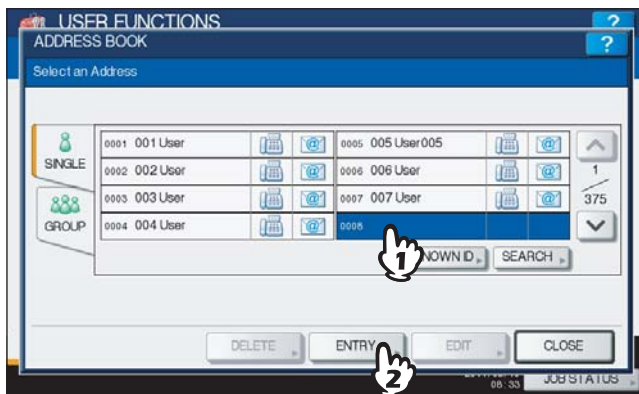 USER FUNCTIONS ?
ADDRESS BOOK ?
Select an Address
SINGLE
GROUP
0001 001 User
0002 002 User
0003 003 User
0004 004 User
0005 005 User005
0006 006 User
0007 007 User
0008
1
375
1
NOWN ID
SEARCH
DELETE
ENTRY
EDIT
CLOSE
2
08:33
JOB STATUS